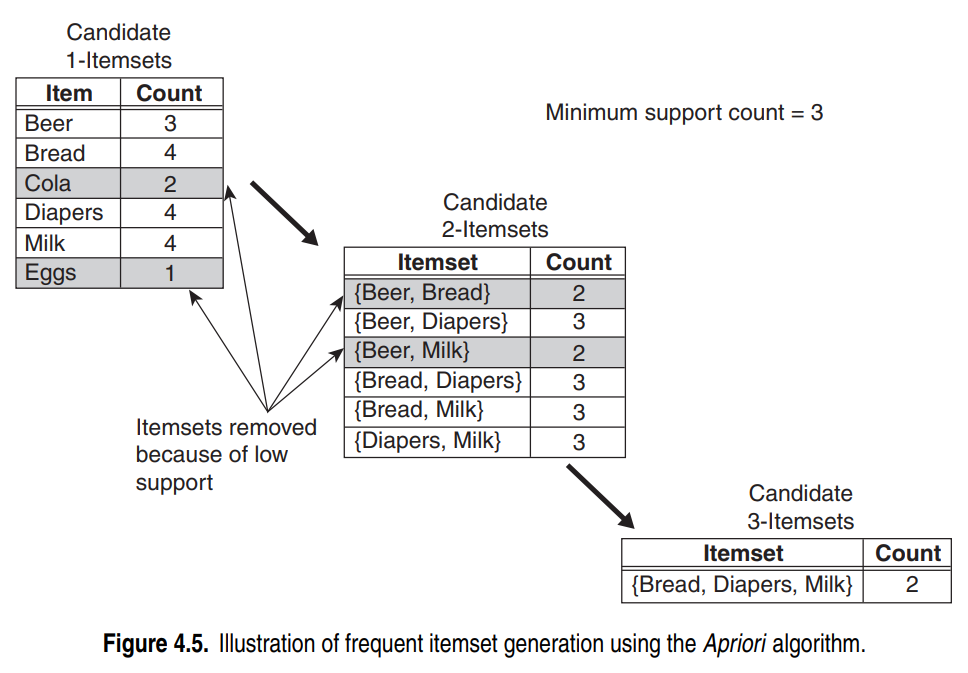 Candidate
1-Itemsets
Item Count
Beer 3
Bread 4
Cola 2
Diapers 4
Milk 4
Eggs 1
Minimum support count = 3
Candidate
2-Itemsets
Itemset Count
{Beer, Bread} 2
{Beer, Diapers} 3
{Beer, Milk} 2
{Bread, Diapers} 3
{Bread, Milk} 3
{Diapers, Milk} 3
Itemsets removed
because of low
support
Candidate
3-Itemsets
Itemset Count
{Bread, Diapers, Milk} 2
Figure 4.5. Illustration of frequent itemset generation using the Apriori algorithm.